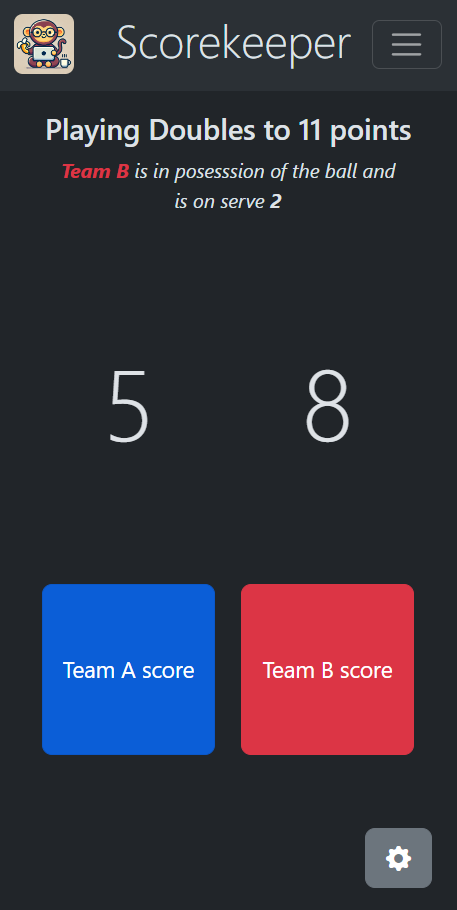 Scorekeeper
Playing Doubles to 11 points
Team B is in posesssion of the ball and
is on serve 2
5 8
Team A score
Team B score